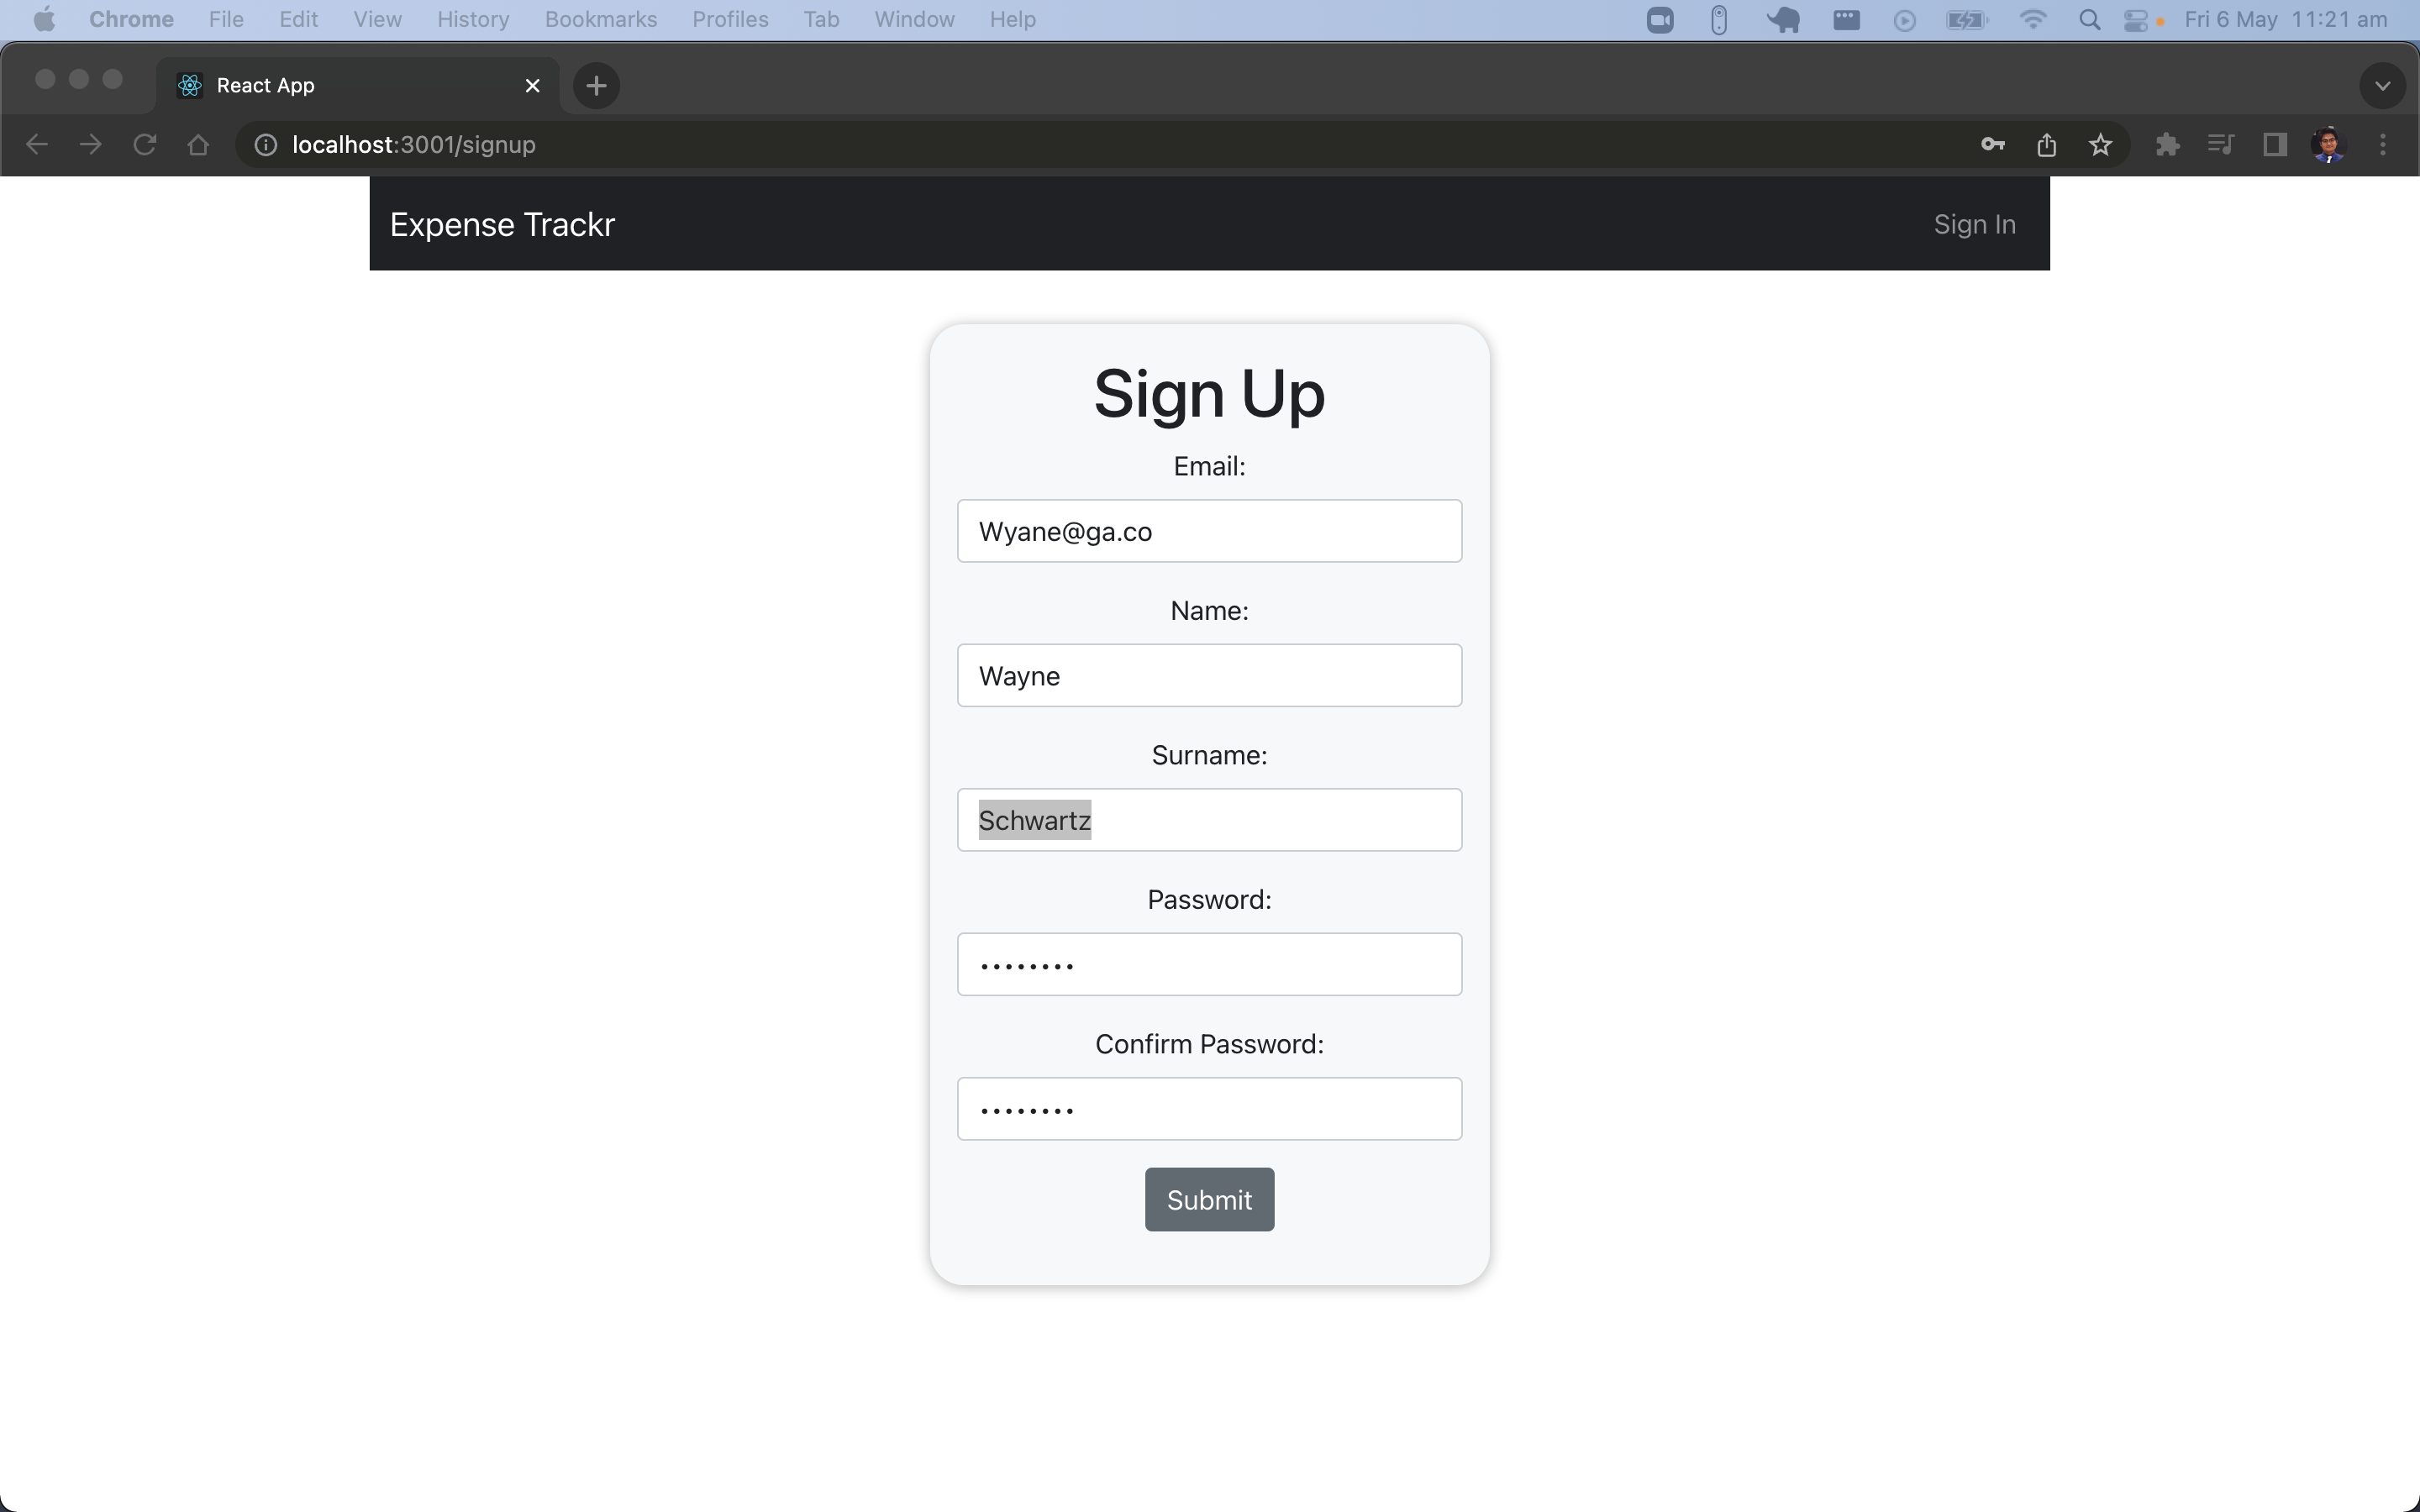 Chrome File Edit View History Bookmarks Profiles Tab Window Help Fri 6 May 11:21 am
React App
localhost:3001/signup
Expense Trackr Sign In
Sign Up
Email:
Wyane@ga.co
Name:
Wayne
Surname:
Schwartz
Password:
••••••••
Confirm Password:
••••••••
Submit